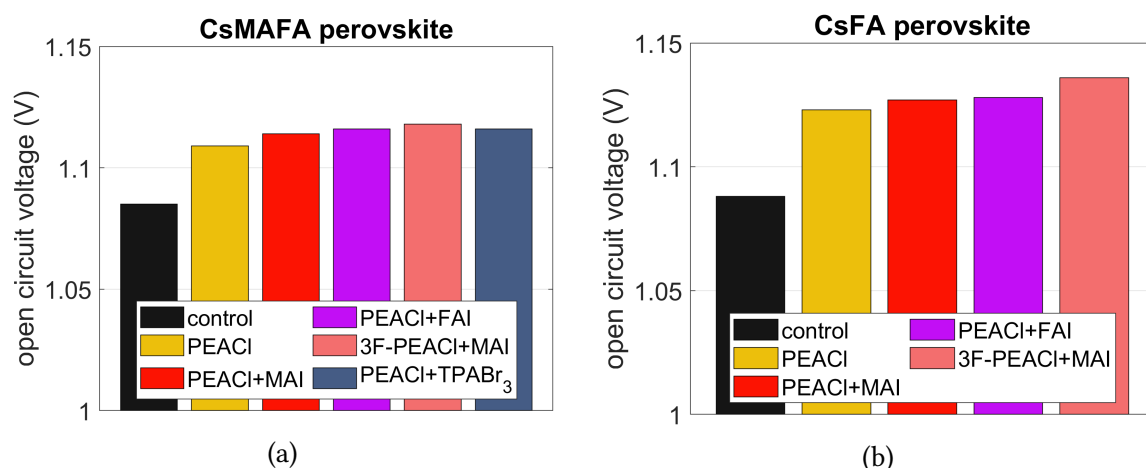 CsMAFA perovskite
open circuit voltage (V)
1.15
1.1
1.05
1
control
PEACl
PEACl+MAI
PEACl+FAI
3F-PEACl+MAI
PEACl+TPABr3
(a)
CsFA perovskite
open circuit voltage (V)
1.15
1.1
1.05
1
control
PEACl
PEACl+MAI
PEACl+FAI
3F-PEACl+MAI
(b)